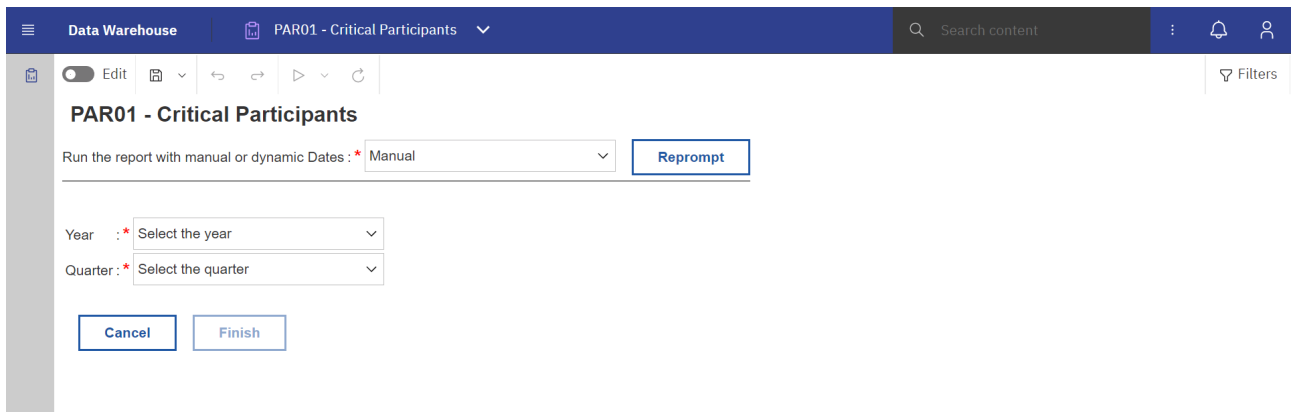 Data Warehouse PAR01 - Critical Participants Search content
Edit Filters
PAR01 - Critical Participants
Run the report with manual or dynamic Dates : * Manual Reprompt
Year : * Select the year
Quarter : * Select the quarter
Cancel Finish